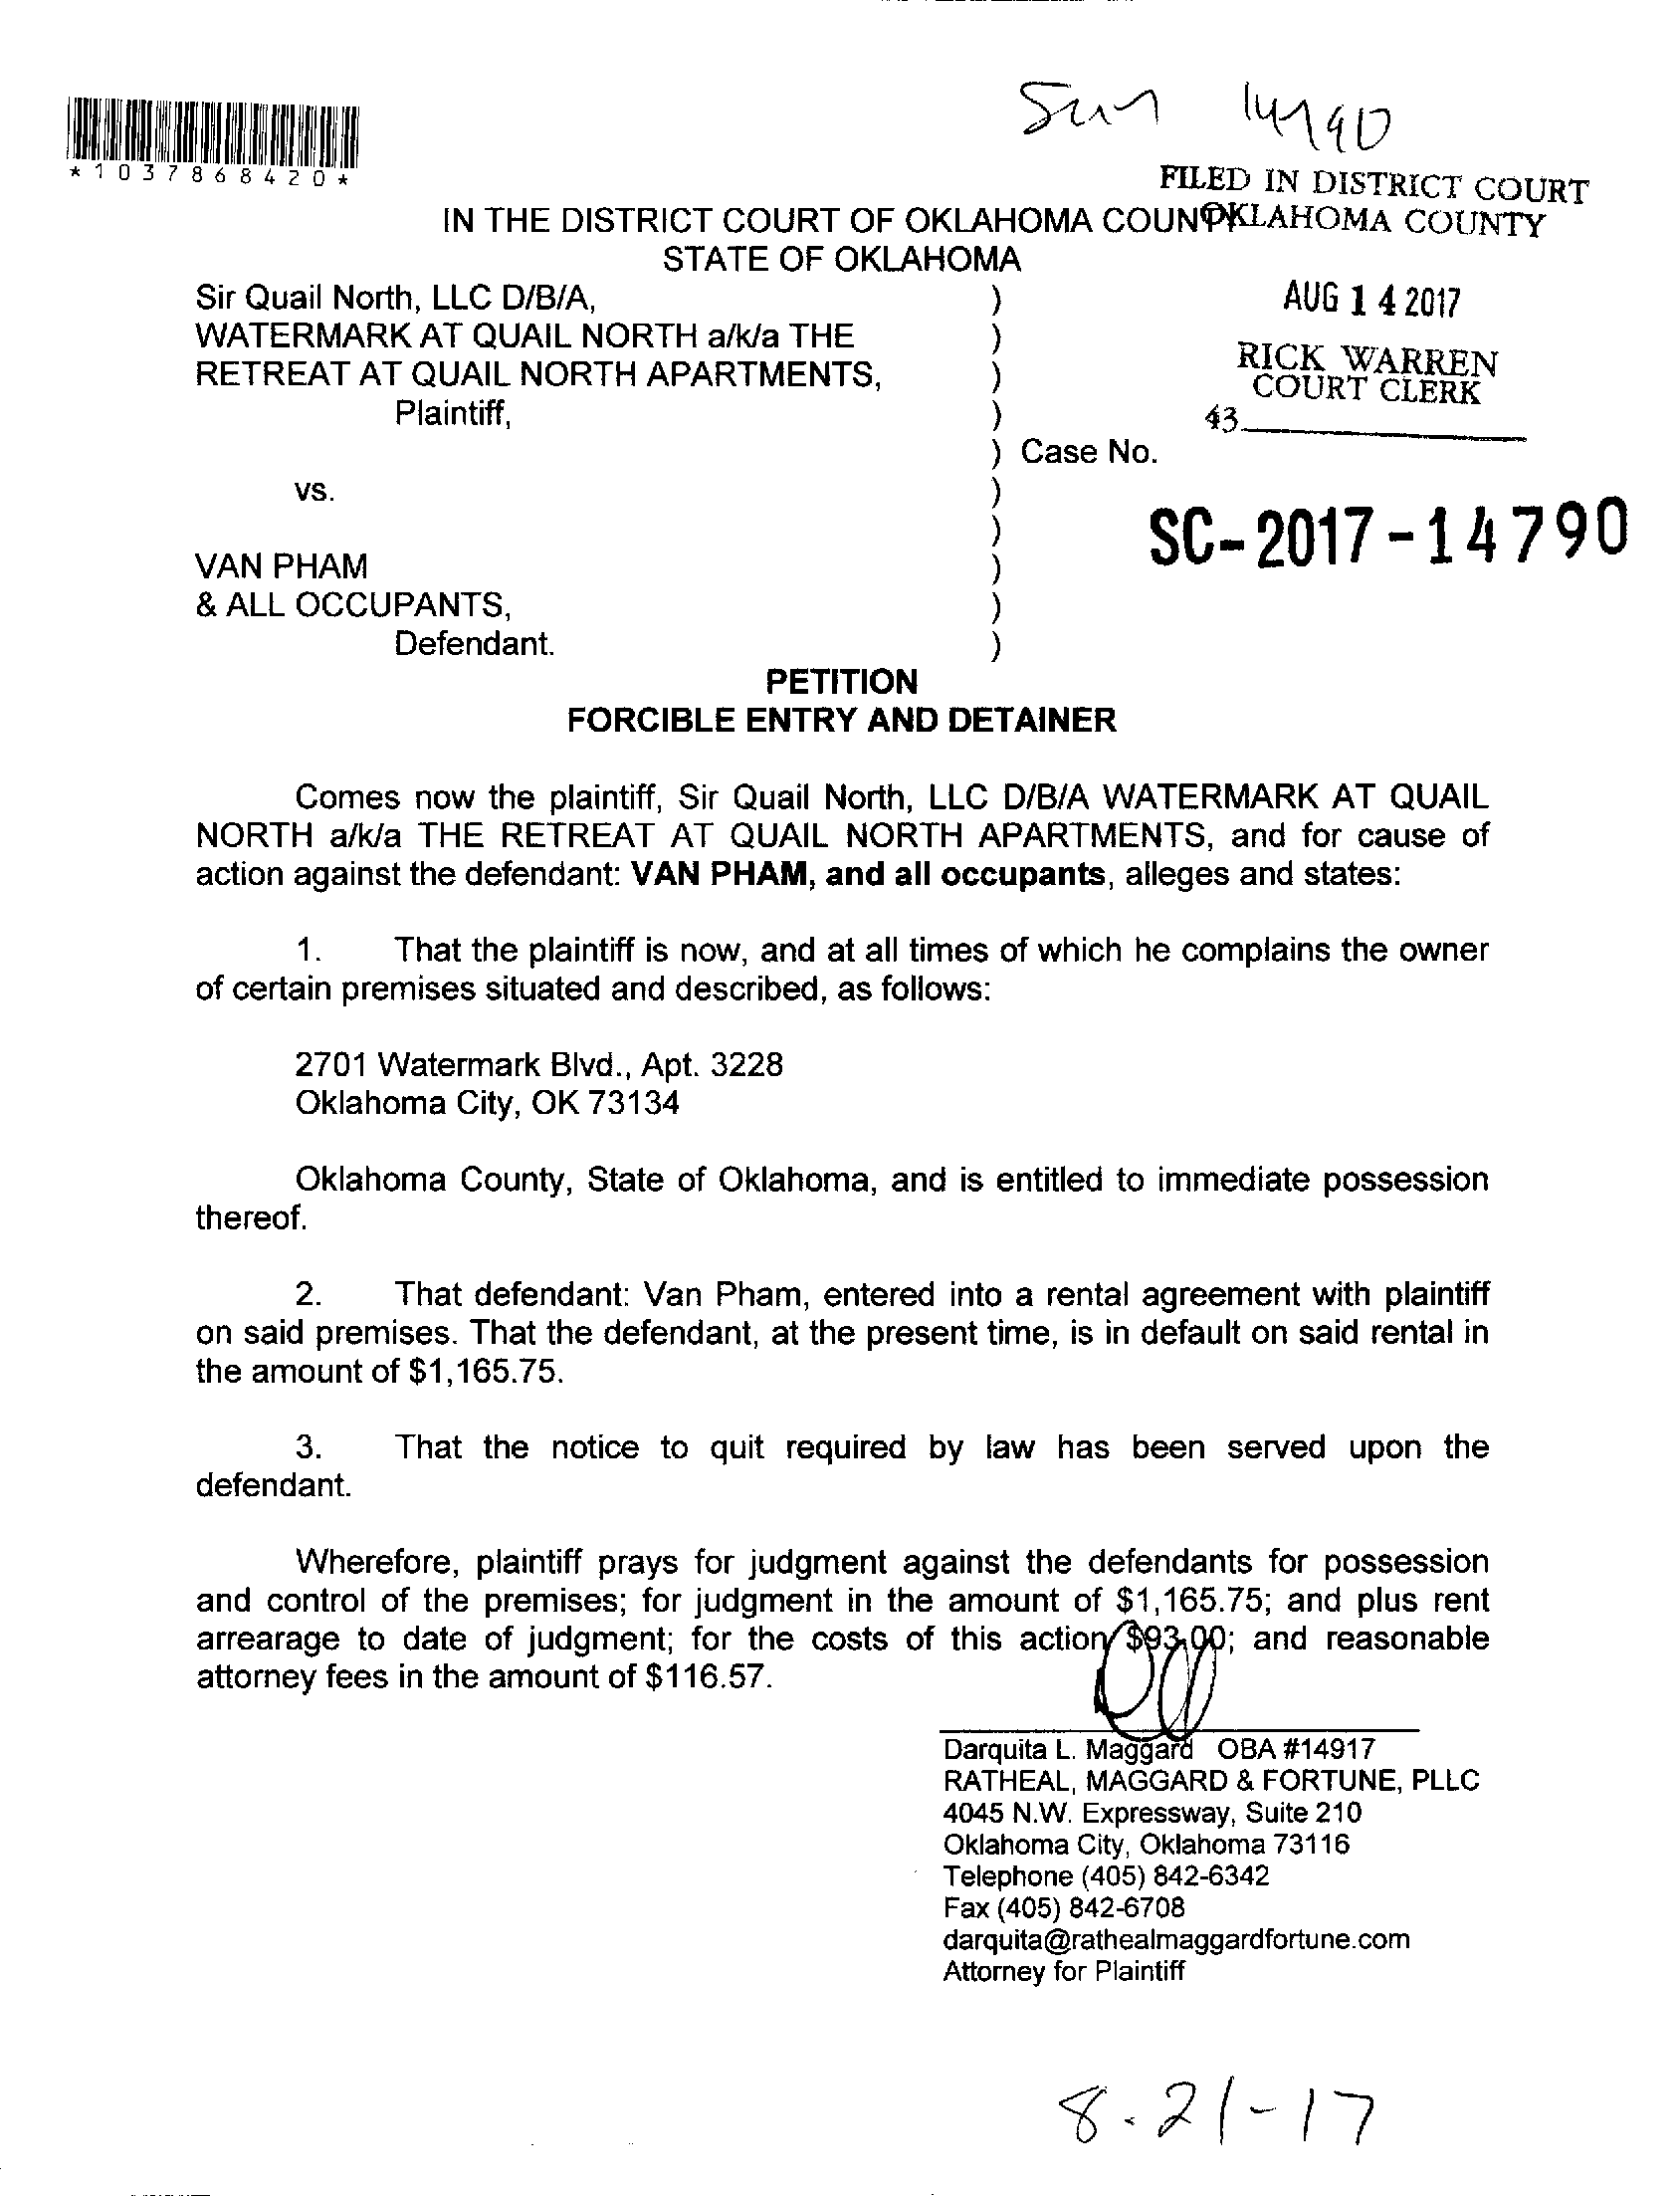 *1037868420*
FILED IN DISTRICT COURT
OKLAHOMA COUNTY
IN THE DISTRICT COURT OF OKLAHOMA COUN
STATE OF OKLAHOMA
Sir Quail North, LLC D/B/A, )
WATERMARK AT QUAIL NORTH a/k/a THE )
RETREAT AT QUAIL NORTH APARTMENTS, )
Plaintiff, )
AUG 14 2017
RICK WARREN
COURT CLERK
43
) Case No.
vs. )
)
SC-2017-14790
VAN PHAM )
& ALL OCCUPANTS, )
Defendant. )
PETITION
FORCIBLE ENTRY AND DETAINER
Comes now the plaintiff, Sir Quail North, LLC D/B/A WATERMARK AT QUAIL
NORTH a/k/a THE RETREAT AT QUAIL NORTH APARTMENTS, and for cause of
action against the defendant: VAN PHAM, and all occupants, alleges and states:
1. That the plaintiff is now, and at all times of which he complains the owner
of certain premises situated and described, as follows:
2701 Watermark Blvd., Apt. 3228
Oklahoma City, OK 73134
Oklahoma County, State of Oklahoma, and is entitled to immediate possession
thereof.
2. That defendant: Van Pham, entered into a rental agreement with plaintiff
on said premises. That the defendant, at the present time, is in default on said rental in
the amount of $1,165.75.
3. That the notice to quit required by law has been served upon the
defendant.
Wherefore, plaintiff prays for judgment against the defendants for possession
and control of the premises; for judgment in the amount of $1,165.75; and plus rent
arrearage to date of judgment; for the costs of this action $93.00; and reasonable
attorney fees in the amount of $116.57.
Darquita L. Maggard OBA #14917
RATHEAL, MAGGARD & FORTUNE, PLLC
4045 N.W. Expressway, Suite 210
Oklahoma City, Oklahoma 73116
Telephone (405) 842-6342
Fax (405) 842-6708
darquita@rathealmaggardfortune.com
Attorney for Plaintiff
8-21-17